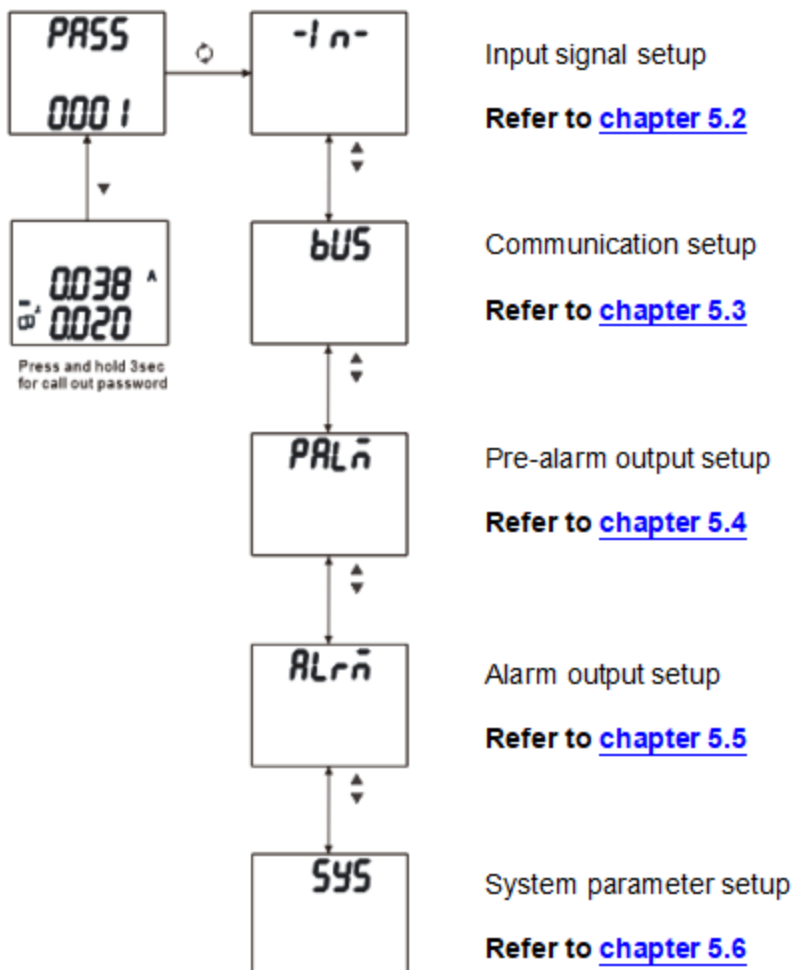 PASS
0001
-In-
Input signal setup
Refer to chapter 5.2
0.038 A
0.020
Press and hold 3sec
for call out password
bUS
Communication setup
Refer to chapter 5.3
PALn̄
Pre-alarm output setup
Refer to chapter 5.4
ALrn̄
Alarm output setup
Refer to chapter 5.5
SYS
System parameter setup
Refer to chapter 5.6